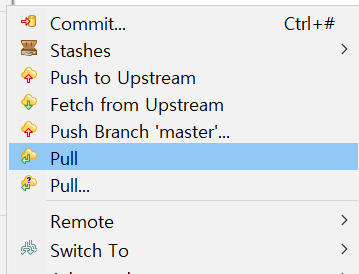 Commit... Ctrl+#
Stashes
Push to Upstream
Fetch from Upstream
Push Branch 'master'...
Pull
Pull...
Remote
Switch To